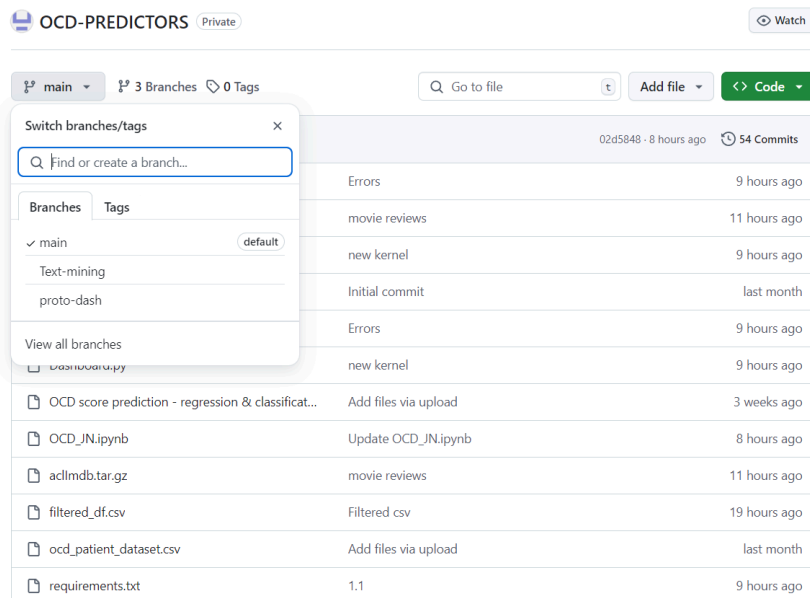 OCD-PREDICTORS Private Watch
main 3 Branches 0 Tags Go to file t Add file <> Code
Switch branches/tags
Find or create a branch...
Branches Tags
main default
Text-mining
proto-dash
View all branches
02d5848 · 8 hours ago 54 Commits
Errors 9 hours ago
movie reviews 11 hours ago
new kernel 9 hours ago
Initial commit last month
Errors 9 hours ago
Dashboard.py new kernel 9 hours ago
OCD score prediction - regression & classificat... Add files via upload 3 weeks ago
OCD_JN.ipynb Update OCD_JN.ipynb 8 hours ago
aclImdb.tar.gz movie reviews 11 hours ago
filtered_df.csv Filtered csv 19 hours ago
ocd_patient_dataset.csv Add files via upload last month
requirements.txt 1.1 9 hours ago